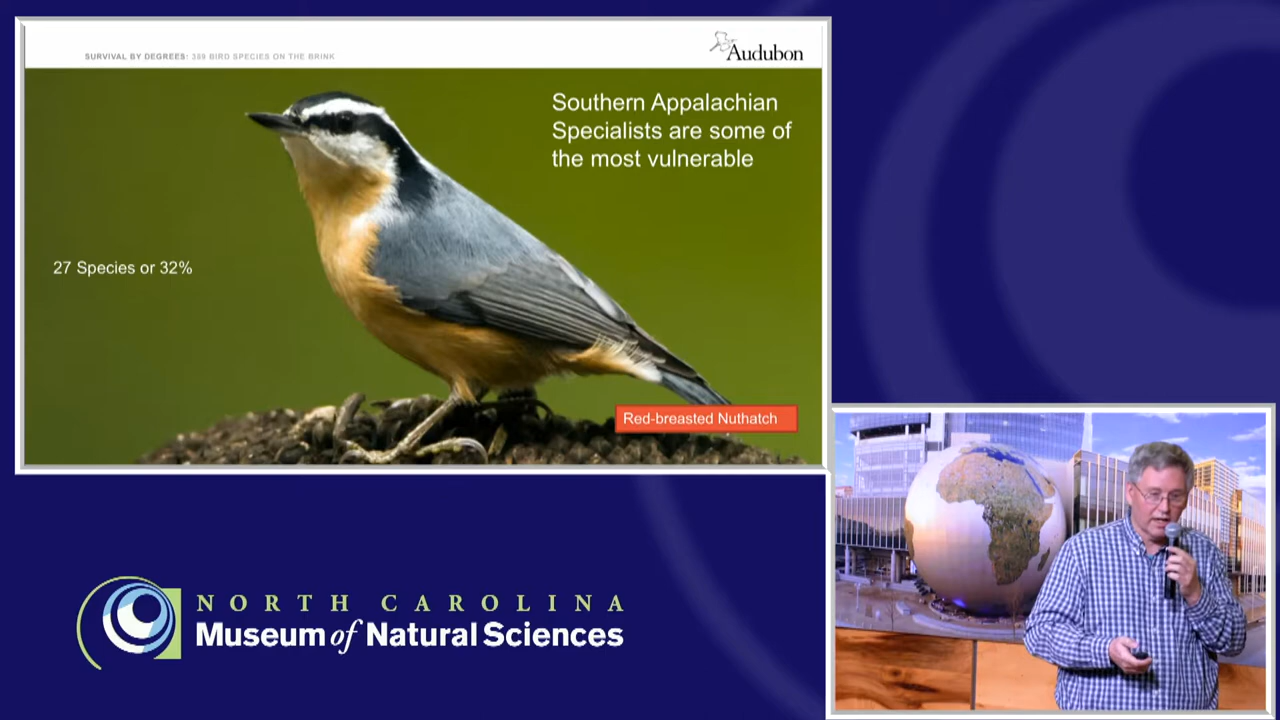 SURVIVAL BY DEGREES: 389 BIRD SPECIES ON THE BRINK
Audubon
Southern Appalachian
Specialists are some of
the most vulnerable
27 Species or 32%
Red-breasted Nuthatch
NORTH CAROLINA
Museum of Natural Sciences